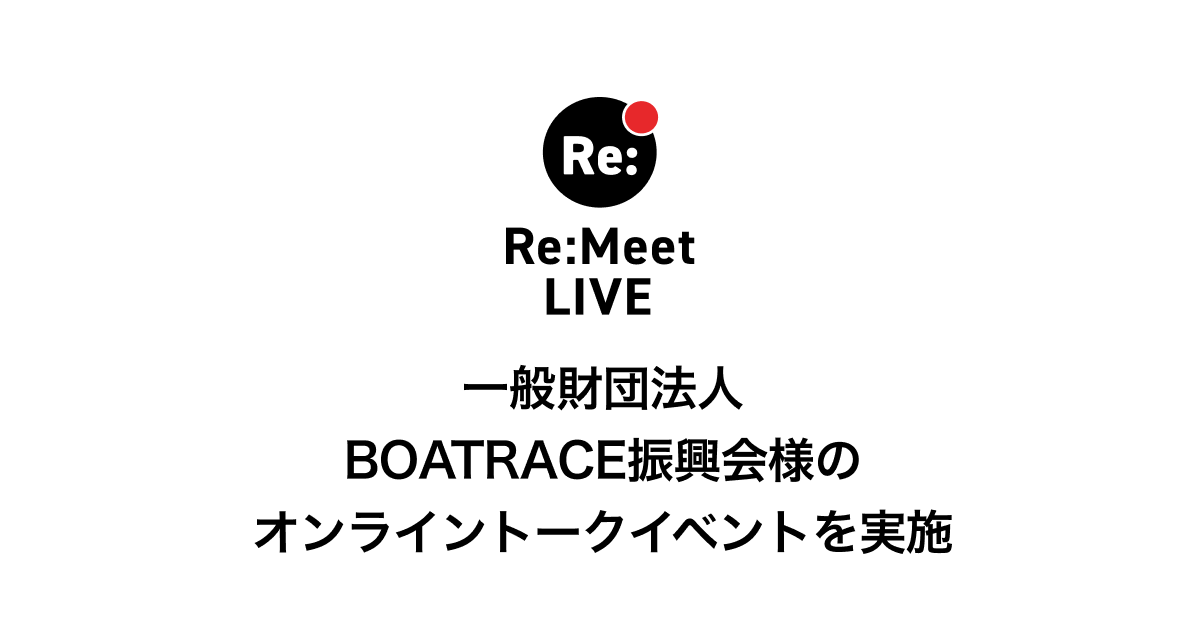 Re:
Re:Meet
LIVE
一般財団法人
BOATRACE振興会様の
オンライントークイベントを実施